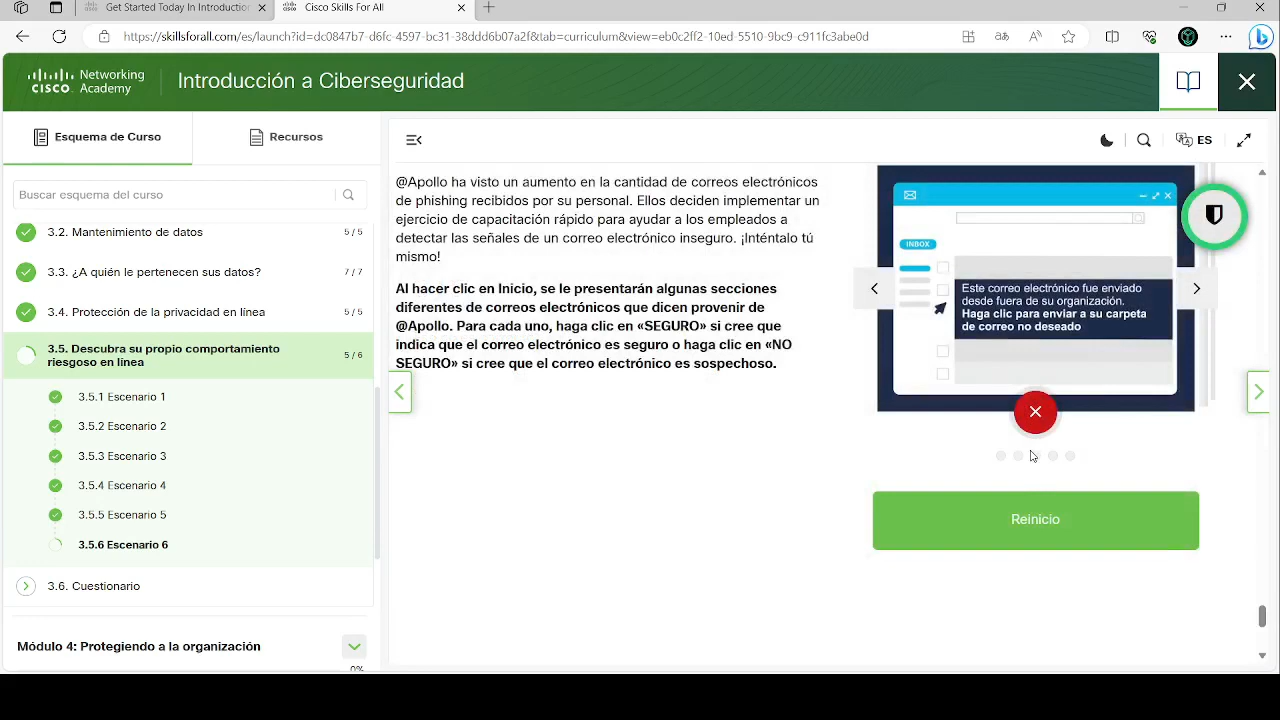 Get Started Today In Introduction
Cisco Skills For All
https://skillsforall.com/es/launch?id=dc0847b7-d6fc-4597-bc31-38ddd6b07a2f&tab=curriculum&view=eb0c2ff2-10ed-5510-9bc9-c911fc3abe0d
cisco Networking Academy
Introducción a Ciberseguridad
Esquema de Curso
Recursos
ES
Buscar esquema del curso
3.2. Mantenimiento de datos 5 / 5
3.3. ¿A quién le pertenecen sus datos? 7 / 7
3.4. Protección de la privacidad en línea 5 / 5
3.5. Descubra su propio comportamiento
riesgoso en línea 5 / 6
3.5.1 Escenario 1
3.5.2 Escenario 2
3.5.3 Escenario 3
3.5.4 Escenario 4
3.5.5 Escenario 5
3.5.6 Escenario 6
3.6. Cuestionario
Módulo 4: Protegiendo a la organización
0%
@Apollo ha visto un aumento en la cantidad de correos electrónicos
de phishing recibidos por su personal. Ellos deciden implementar un
ejercicio de capacitación rápido para ayudar a los empleados a
detectar las señales de un correo electrónico inseguro. ¡Inténtalo tú
mismo!
Al hacer clic en Inicio, se le presentarán algunas secciones
diferentes de correos electrónicos que dicen provenir de
@Apollo. Para cada uno, haga clic en «SEGURO» si cree que
indica que el correo electrónico es seguro o haga clic en «NO
SEGURO» si cree que el correo electrónico es sospechoso.
INBOX
Este correo electrónico fue enviado
desde fuera de su organización.
Haga clic para enviar a su carpeta
de correo no deseado
Reinicio